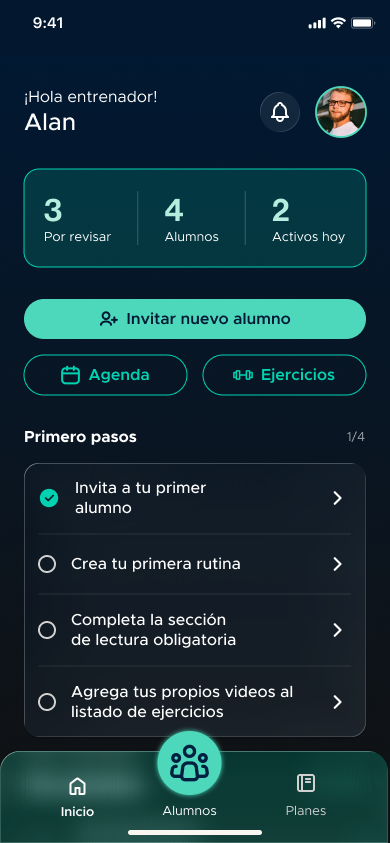 9:41
¡Hola entrenador!
Alan
3 4 2
Por revisar Alumnos Activos hoy
Invitar nuevo alumno
Agenda Ejercicios
Primero pasos 1/4
Invita a tu primer
alumno
Crea tu primera rutina
Completa la sección
de lectura obligatoria
Agrega tus propios videos al
listado de ejercicios
Inicio Alumnos Planes